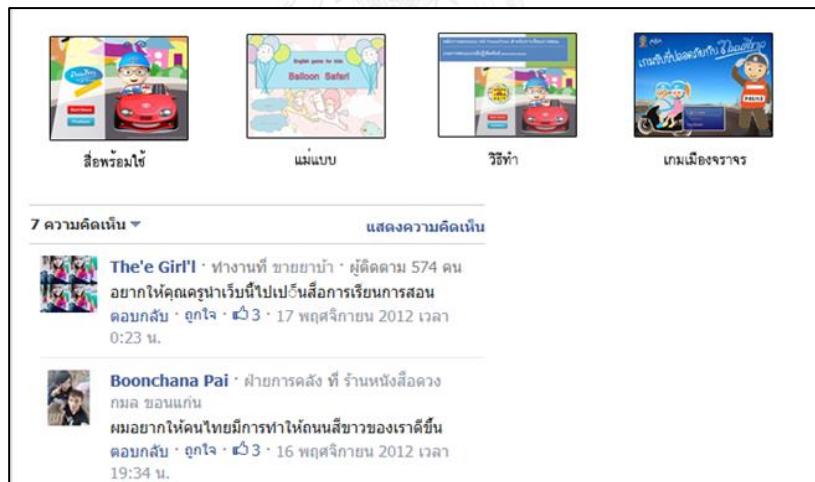 English game for kids
Balloon Safari
POLICE
สื่อพร้อมใช้
แม่แบบ
วิธีทำ
เกมเมืองจราจร
7 ความคิดเห็น
แสดงความคิดเห็น
The'e Girl'l · ทำงานที่ ขายยาบ้า · ผู้ติดตาม 574 คน
อยากให้คุณครูนำเว็บนี้ไปเป็นสื่อการเรียนการสอน
ตอบกลับ · ถูกใจ · 3 · 17 พฤศจิกายน 2012 เวลา
0:23 น.
Boonchana Pai · ฝ่ายการคลัง ที่ ร้านหนังสือดวง
กมล ขอนแก่น
ผมอยากให้คนไทยมีการทำให้ถนนสีขาวของเราดีขึ้น
ตอบกลับ · ถูกใจ · 3 · 16 พฤศจิกายน 2012 เวลา
19:34 น.